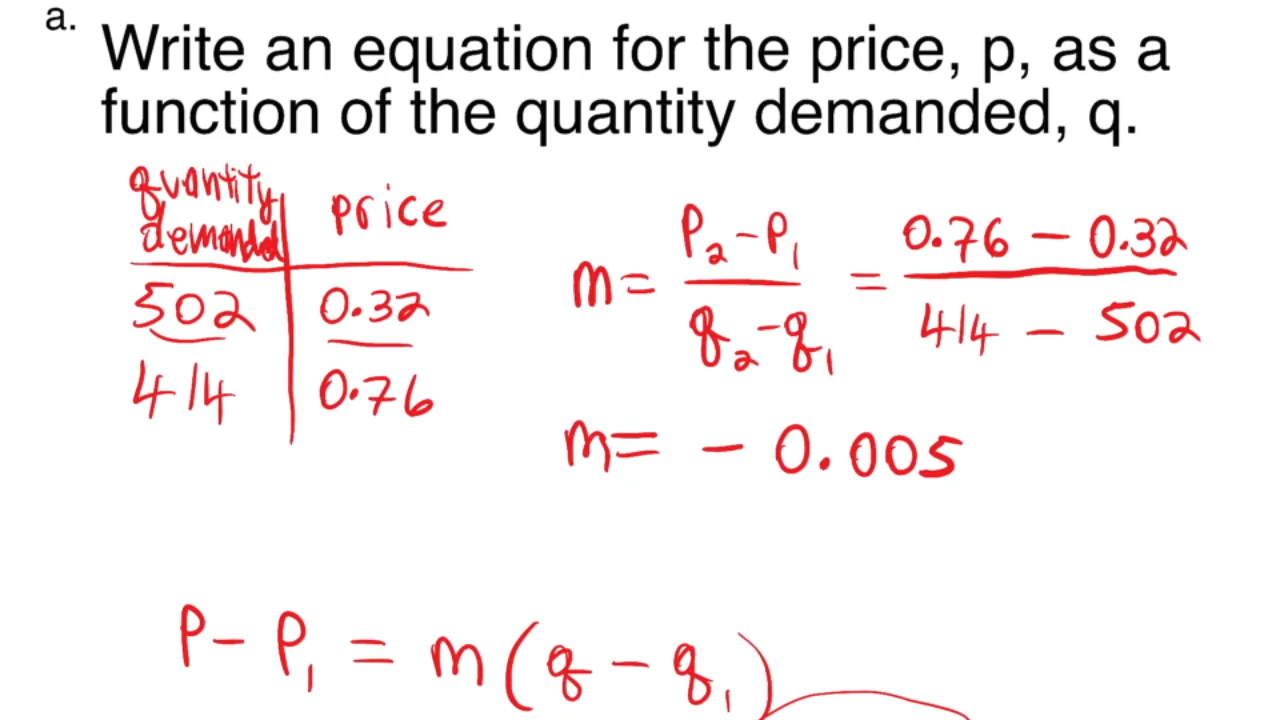 a.
Write an equation for the price, p, as a
function of the quantity demanded, q.
quantity
demanded | price
502 | 0.32
414 | 0.76
m = P₂ - P₁ / q₂ - q₁ = 0.76 - 0.32 / 414 - 502
m = - 0.005
P - P₁ = m(q - q₁)